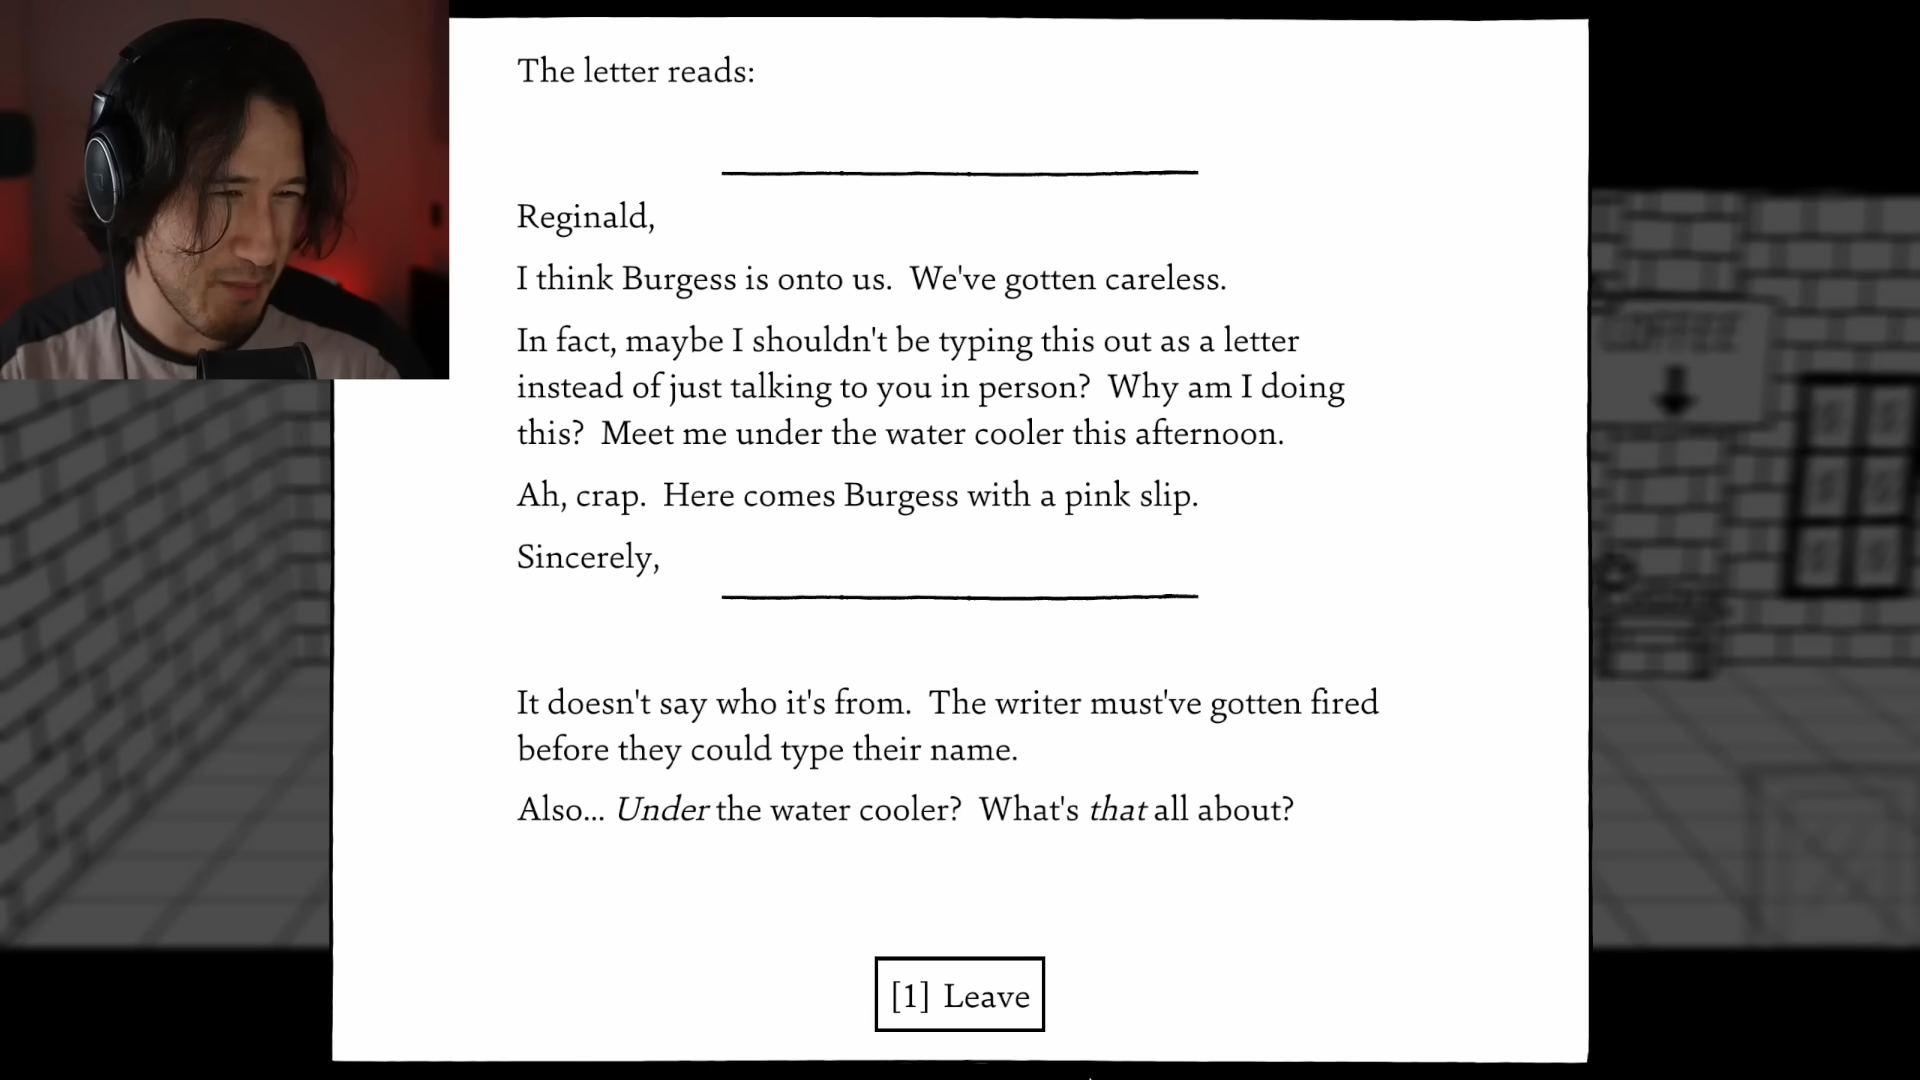 The letter reads:
Reginald,
I think Burgess is onto us.  We've gotten careless.
In fact, maybe I shouldn't be typing this out as a letter
instead of just talking to you in person?  Why am I doing
this?  Meet me under the water cooler this afternoon.
Ah, crap.  Here comes Burgess with a pink slip.
Sincerely,
It doesn't say who it's from.  The writer must've gotten fired
before they could type their name.
Also... Under the water cooler?  What's that all about?
[1] Leave
COFFEE